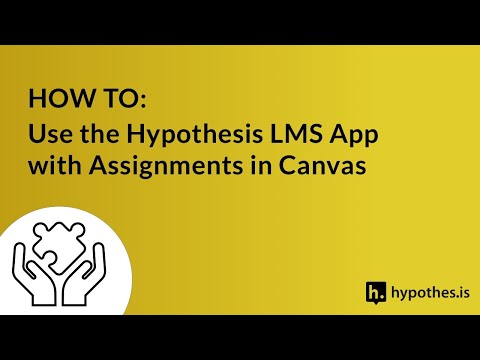 HOW TO:
Use the Hypothesis LMS App
with Assignments in Canvas
h. hypothes.is